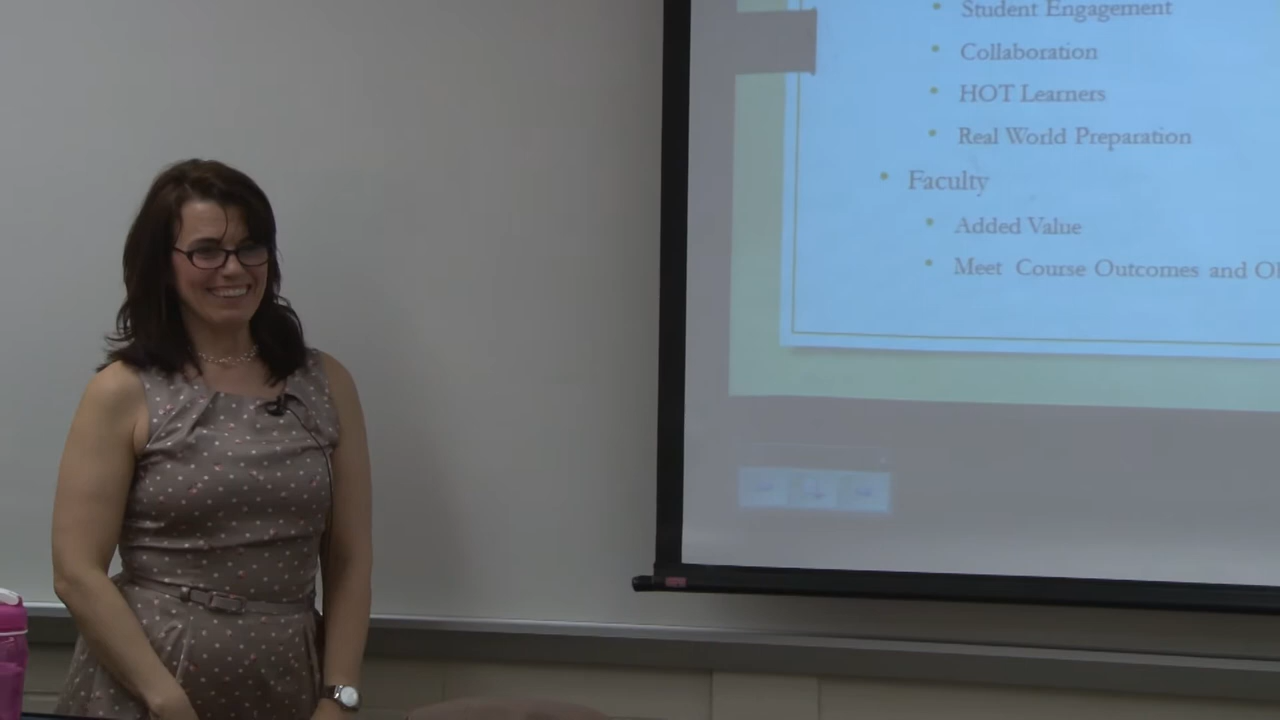 Student Engagement
Collaboration
HOT Learners
Real World Preparation
Faculty
Added Value
Meet Course Outcomes and